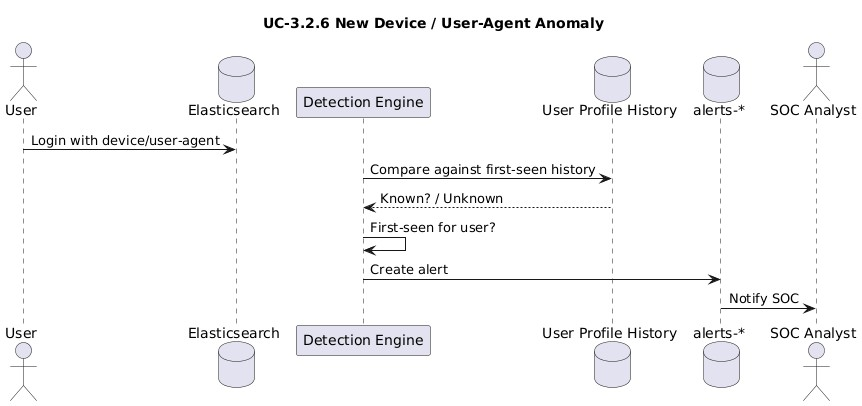 UC-3.2.6 New Device / User-Agent Anomaly
User
Elasticsearch
Detection Engine
User Profile History
alerts-*
SOC Analyst
Login with device/user-agent
Compare against first-seen history
Known? / Unknown
First-seen for user?
Create alert
Notify SOC
User
Elasticsearch
Detection Engine
User Profile History
alerts-*
SOC Analyst